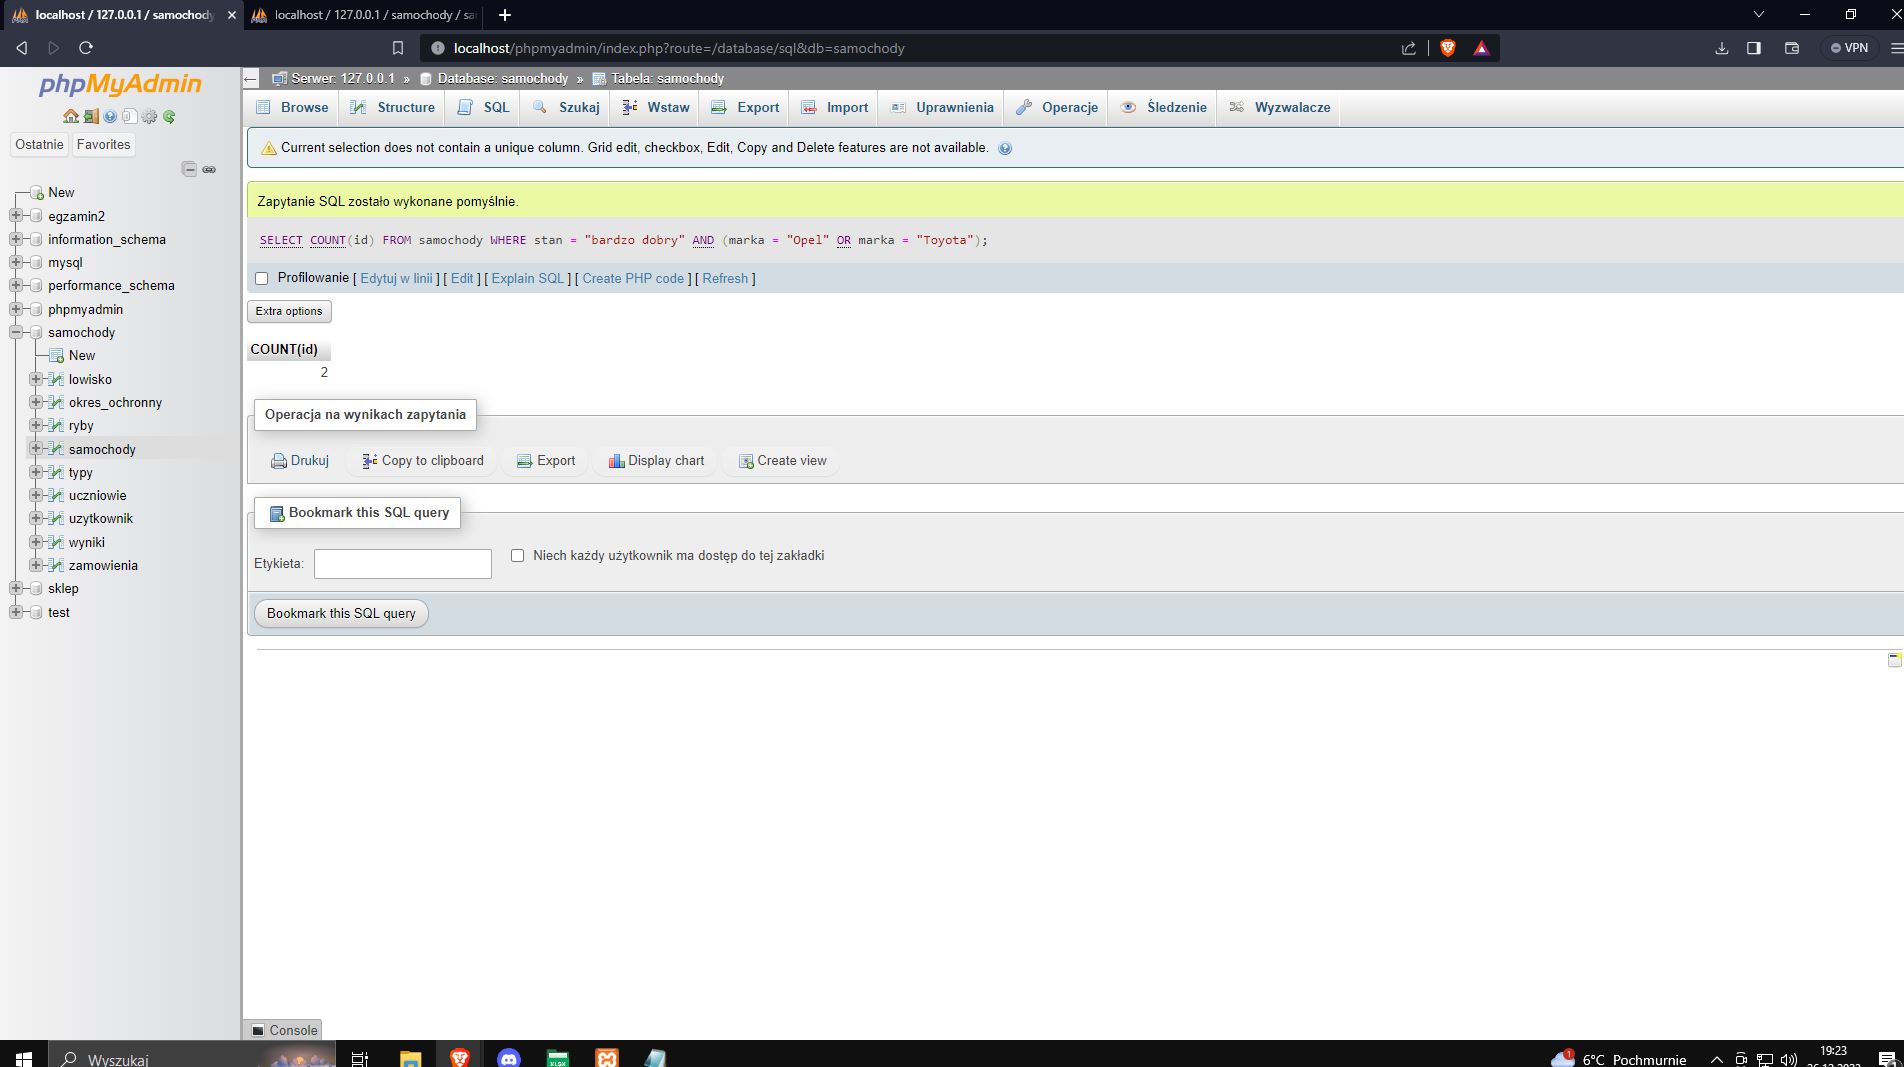 localhost / 127.0.0.1 / samochody
localhost / 127.0.0.1 / samochody / sa
localhost/phpmyadmin/index.php?route=/database/sql&db=samochody
VPN
phpMyAdmin
Ostatnie
Favorites
New
egzamin2
information_schema
mysql
performance_schema
phpmyadmin
samochody
New
lowisko
okres_ochronny
ryby
samochody
typy
uczniowie
uzytkownik
wyniki
zamowienia
sklep
test
Serwer: 127.0.0.1 » Database: samochody » Tabela: samochody
Browse Structure SQL Szukaj Wstaw Export Import Uprawnienia Operacje Śledzenie Wyzwalacze
Current selection does not contain a unique column. Grid edit, checkbox, Edit, Copy and Delete features are not available.
Zapytanie SQL zostało wykonane pomyślnie.
SELECT COUNT(id) FROM samochody WHERE stan = "bardzo dobry" AND (marka = "Opel" OR marka = "Toyota");
Profilowanie [ Edytuj w linii ] [ Edit ] [ Explain SQL ] [ Create PHP code ] [ Refresh ]
Extra options
COUNT(id)
2
Operacja na wynikach zapytania
Drukuj Copy to clipboard Export Display chart Create view
Bookmark this SQL query
Etykieta: Niech każdy użytkownik ma dostęp do tej zakładki
Bookmark this SQL query
Console
Wyszukaj
XLSX
1
6°C Pochmurnie
19:23